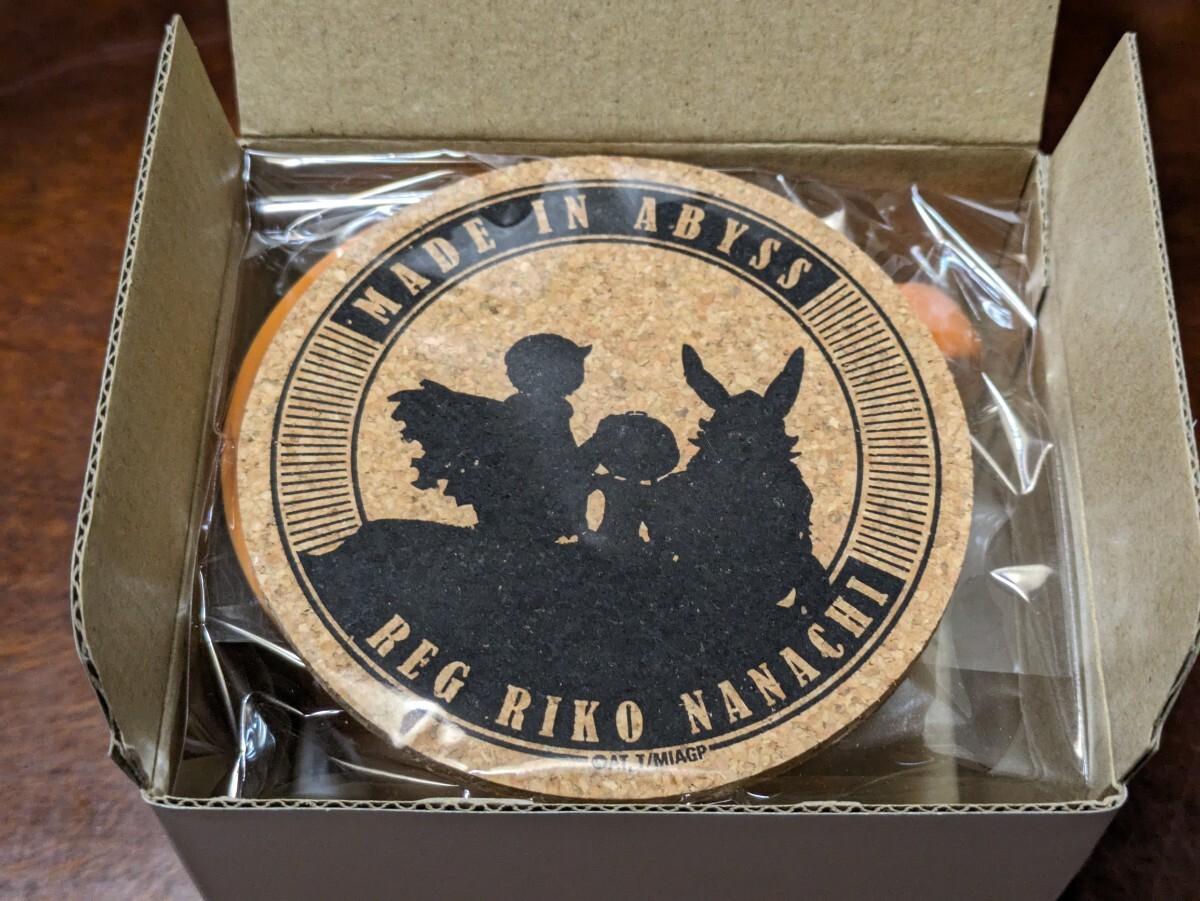 MADE IN ABYSS
REG RIKO NANACHI
©AT, T/MIAGP